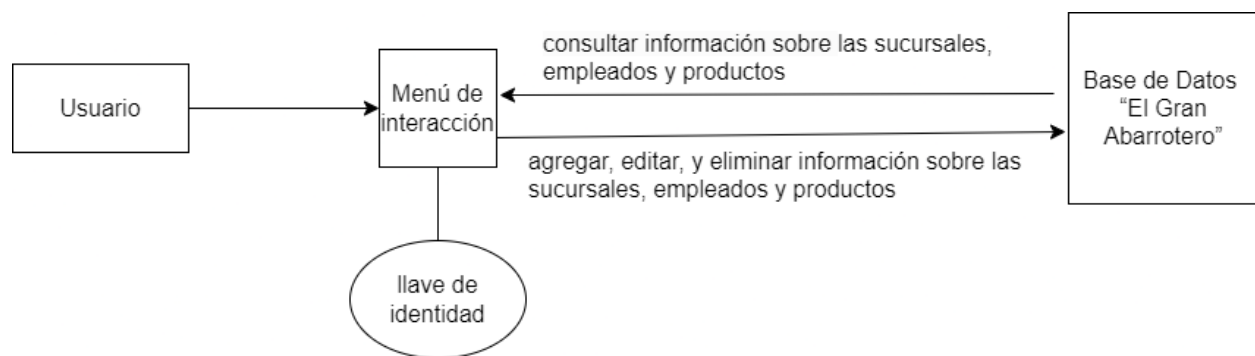 Usuario
Menú de
interacción
llave de
identidad
consultar información sobre las sucursales,
empleados y productos
agregar, editar, y eliminar información sobre las
sucursales, empleados y productos
Base de Datos
“El Gran
Abarrotero”